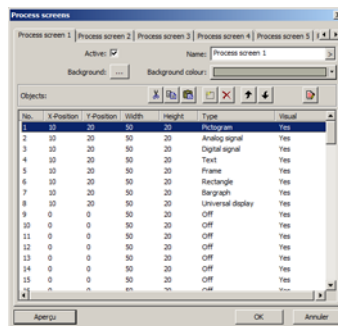 Process screens
Process screen 1 Process screen 2 Process screen 3 Process screen 4 Process screen 5
Active: Name: Process screen 1
Background: ... Background colour:
Objects:
No. X-Position Y-Position Width Height Type Visual
1 10 20 50 20 Pictogram Yes
2 10 20 50 20 Analog signal Yes
3 10 20 50 20 Digital signal Yes
4 10 20 50 20 Text Yes
5 10 20 50 20 Frame Yes
6 10 20 50 20 Rectangle Yes
7 10 20 50 20 Bargraph Yes
8 10 20 50 20 Universal display Yes
9 0 0 50 20 Off Yes
10 0 0 50 20 Off Yes
11 0 0 50 20 Off Yes
12 0 0 50 20 Off Yes
13 0 0 50 20 Off Yes
14 0 0 50 20 Off Yes
15 0 0 50 20 Off Yes
Aperçu OK Annuler